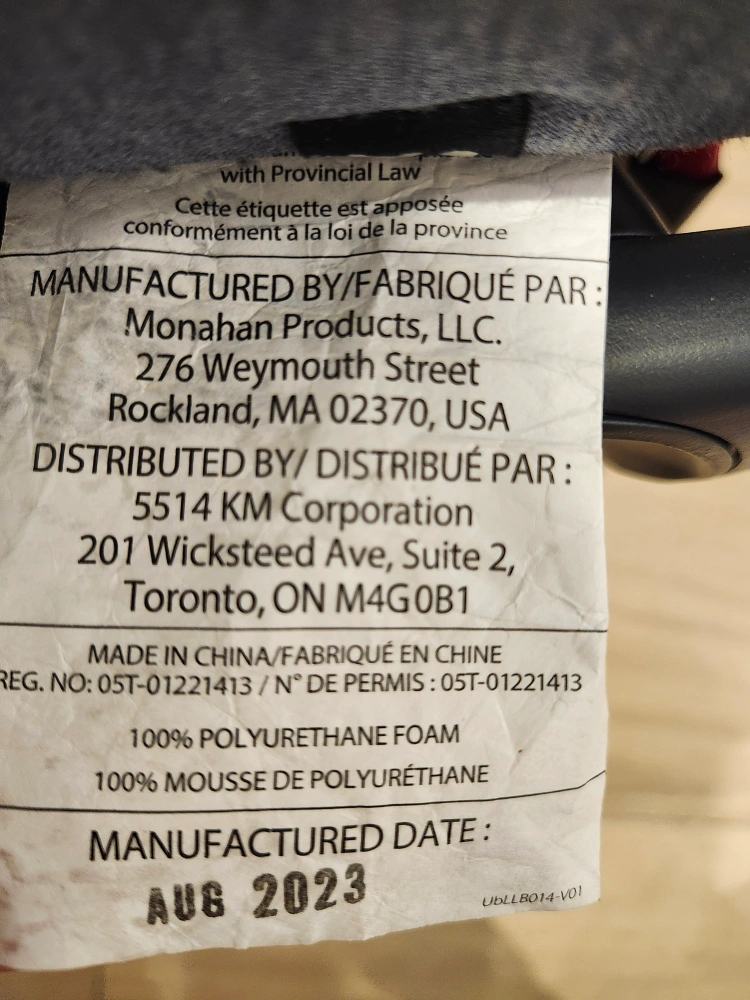 with Provincial Law
Cette étiquette est apposée
conformément à la loi de la province
MANUFACTURED BY/FABRIQUÉ PAR :
Monahan Products, LLC.
276 Weymouth Street
Rockland, MA 02370, USA
DISTRIBUTED BY/ DISTRIBUÉ PAR :
5514 KM Corporation
201 Wicksteed Ave, Suite 2,
Toronto, ON M4G0B1
MADE IN CHINA/FABRIQUÉ EN CHINE
REG. NO: 05T-01221413 / N° DE PERMIS : 05T-01221413
100% POLYURETHANE FOAM
100% MOUSSE DE POLYURÉTHANE
MANUFACTURED DATE :
AUG 2023
UbLLB014-V01